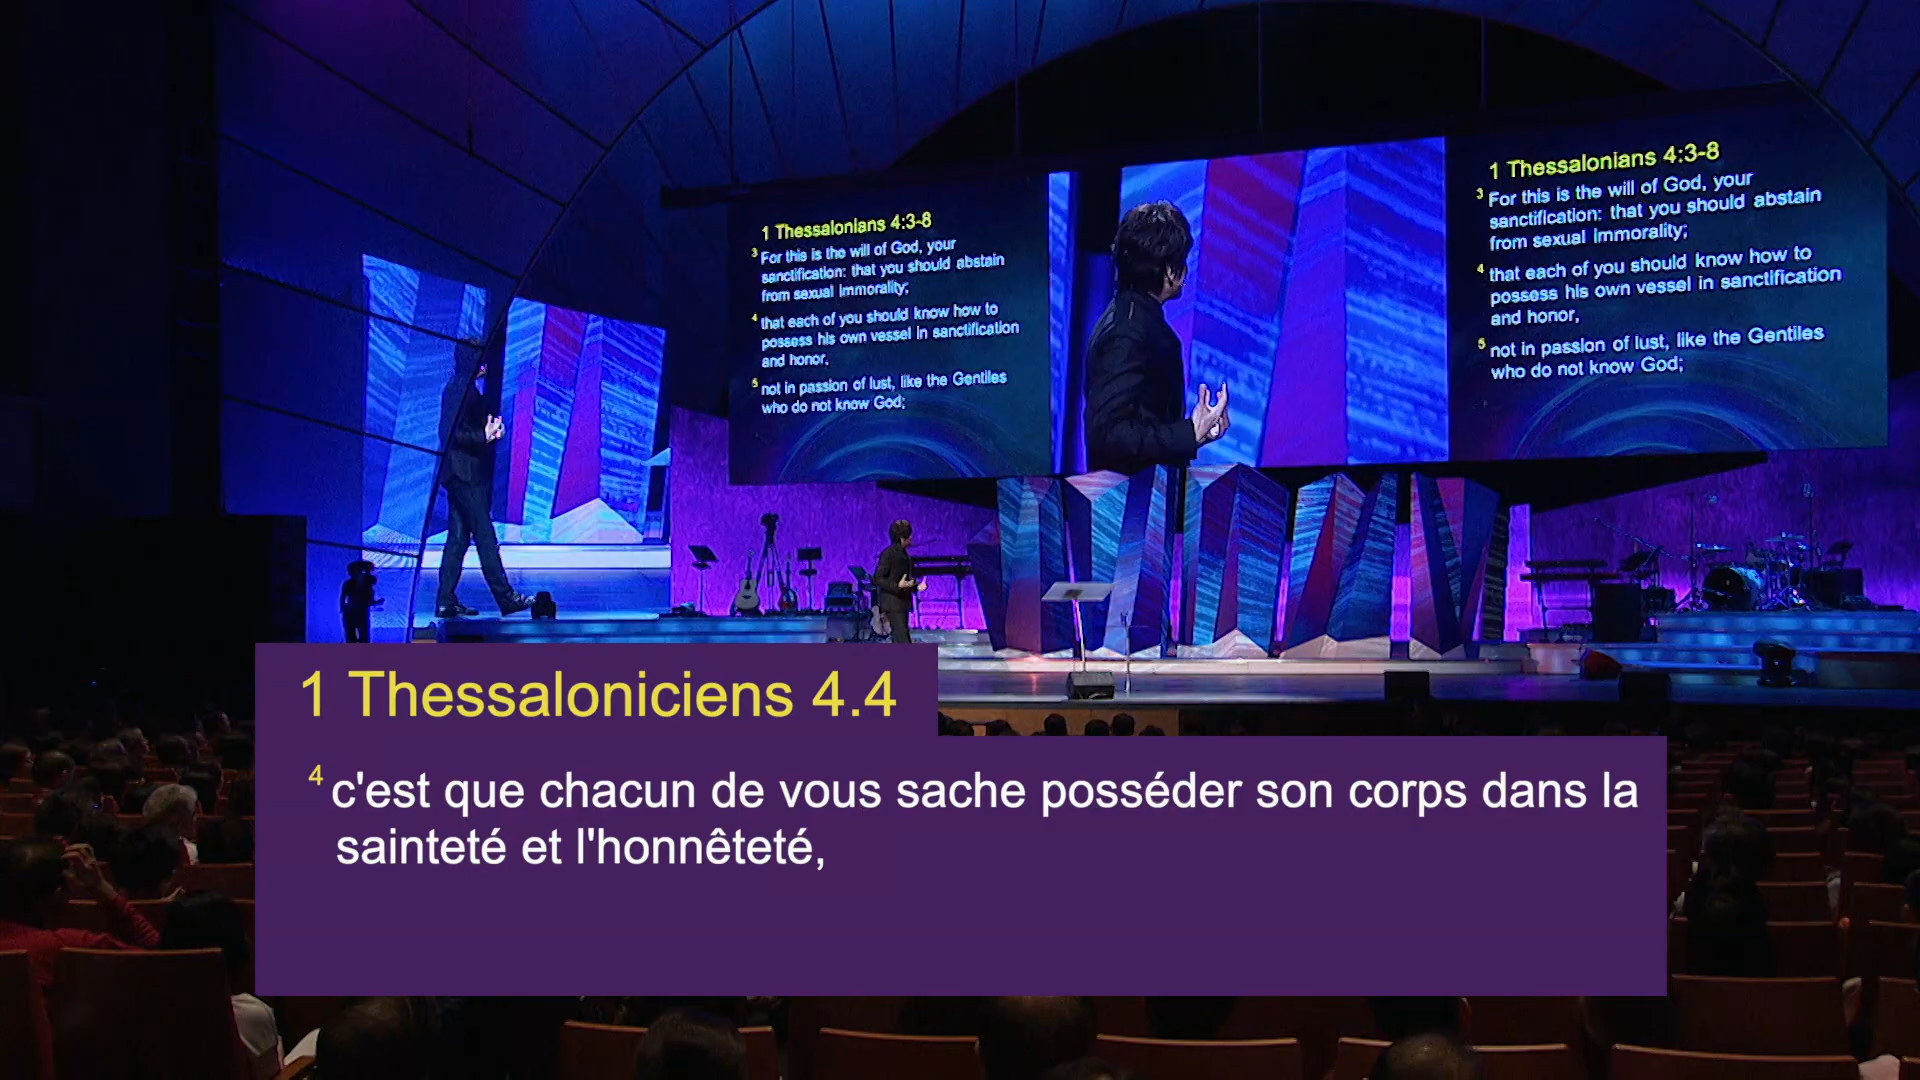 1 Thessalonians 4:3-8
3 For this is the will of God, your
sanctification: that you should abstain
from sexual immorality;
4 that each of you should know how to
possess his own vessel in sanctification
and honor,
5 not in passion of lust, like the Gentiles
who do not know God;
1 Thessalonians 4:3-8
3 For this is the will of God, your
sanctification: that you should abstain
from sexual immorality;
4 that each of you should know how to
possess his own vessel in sanctification
and honor,
5 not in passion of lust, like the Gentiles
who do not know God;
1 Thessaloniciens 4.4
4 c'est que chacun de vous sache posséder son corps dans la
sainteté et l'honnêteté,